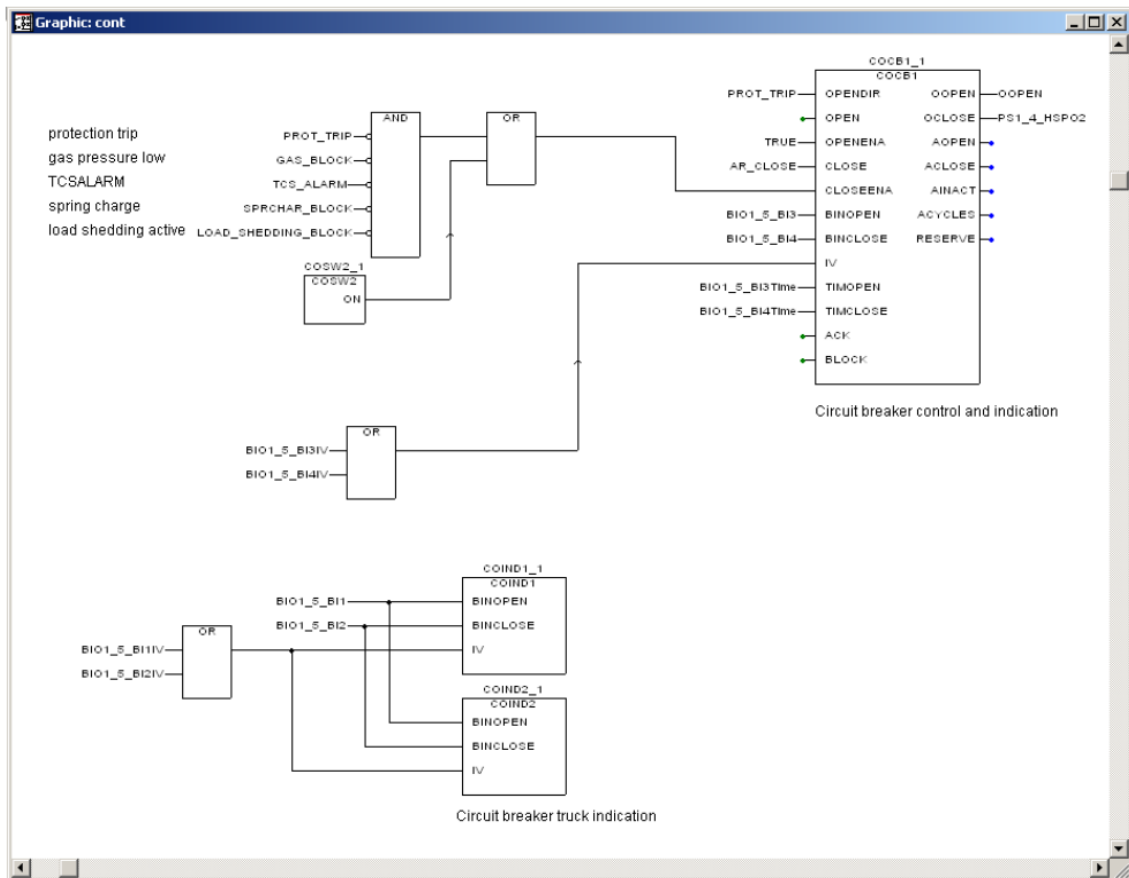 Graphic: cont
COCB1_1
COCB1
PROT_TRIP OPENDIR OOPEN OOPEN
OPEN OCLOSE PS1_4_HSPO2
TRUE OPENENA AOPEN
AR_CLOSE CLOSE ACLOSE
CLOSEENA AINACT
BIO1_5_BI3 BINOPEN ACYCLES
BIO1_5_BI4 BINCLOSE RESERVE
IV
BIO1_5_BI3Time TIMOPEN
BIO1_5_BI4Time TIMCLOSE
ACK
BLOCK
Circuit breaker control and indication
AND
OR
protection trip PROT_TRIP
gas pressure low GAS_BLOCK
TCSALARM TCS_ALARM
spring charge SPRCHAR_BLOCK
load shedding active LOAD_SHEDDING_BLOCK
COSW2_1
COSW2
ON
OR
BIO1_5_BI3IV
BIO1_5_BI4IV
COIND1_1
COIND1
BIO1_5_BI1 BINOPEN
BIO1_5_BI2 BINCLOSE
IV
OR
BIO1_5_BI1IV
BIO1_5_BI2IV
COIND2_1
COIND2
BINOPEN
BINCLOSE
IV
Circuit breaker truck indication